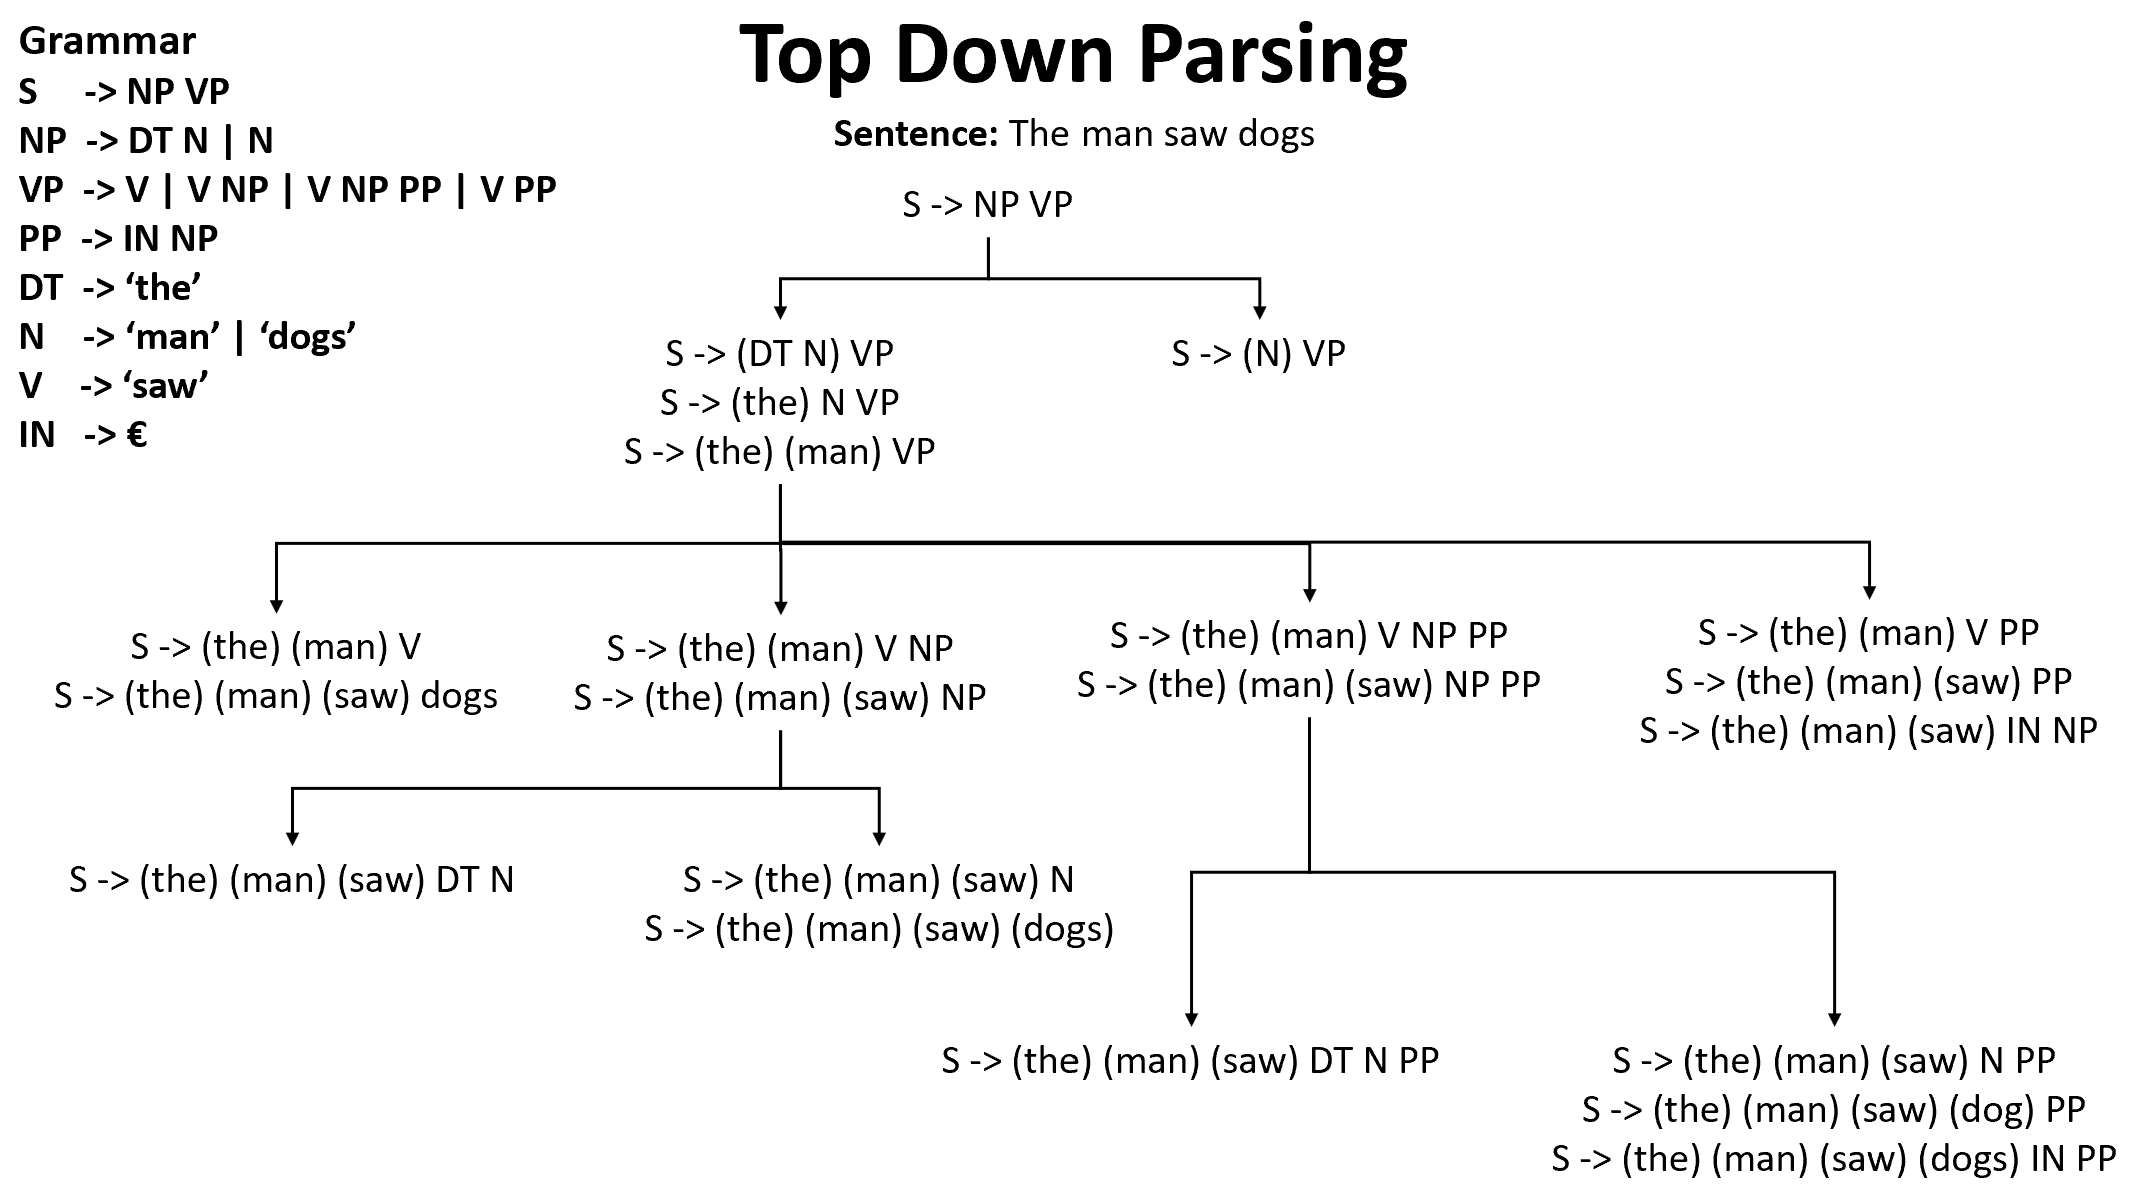 Grammar
S -> NP VP
NP -> DT N | N
VP -> V | V NP | V NP PP | V PP
PP -> IN NP
DT -> ‘the’
N -> ‘man’ | ‘dogs’
V -> ‘saw’
IN -> €
Top Down Parsing
Sentence: The man saw dogs
S -> NP VP
S -> (DT N) VP
S -> (the) N VP
S -> (the) (man) VP
S -> (N) VP
S -> (the) (man) V
S -> (the) (man) (saw) dogs
S -> (the) (man) V NP
S -> (the) (man) (saw) NP
S -> (the) (man) V NP PP
S -> (the) (man) (saw) NP PP
S -> (the) (man) V PP
S -> (the) (man) (saw) PP
S -> (the) (man) (saw) IN NP
S -> (the) (man) (saw) DT N
S -> (the) (man) (saw) N
S -> (the) (man) (saw) (dogs)
S -> (the) (man) (saw) DT N PP
S -> (the) (man) (saw) N PP
S -> (the) (man) (saw) (dog) PP
S -> (the) (man) (saw) (dogs) IN PP